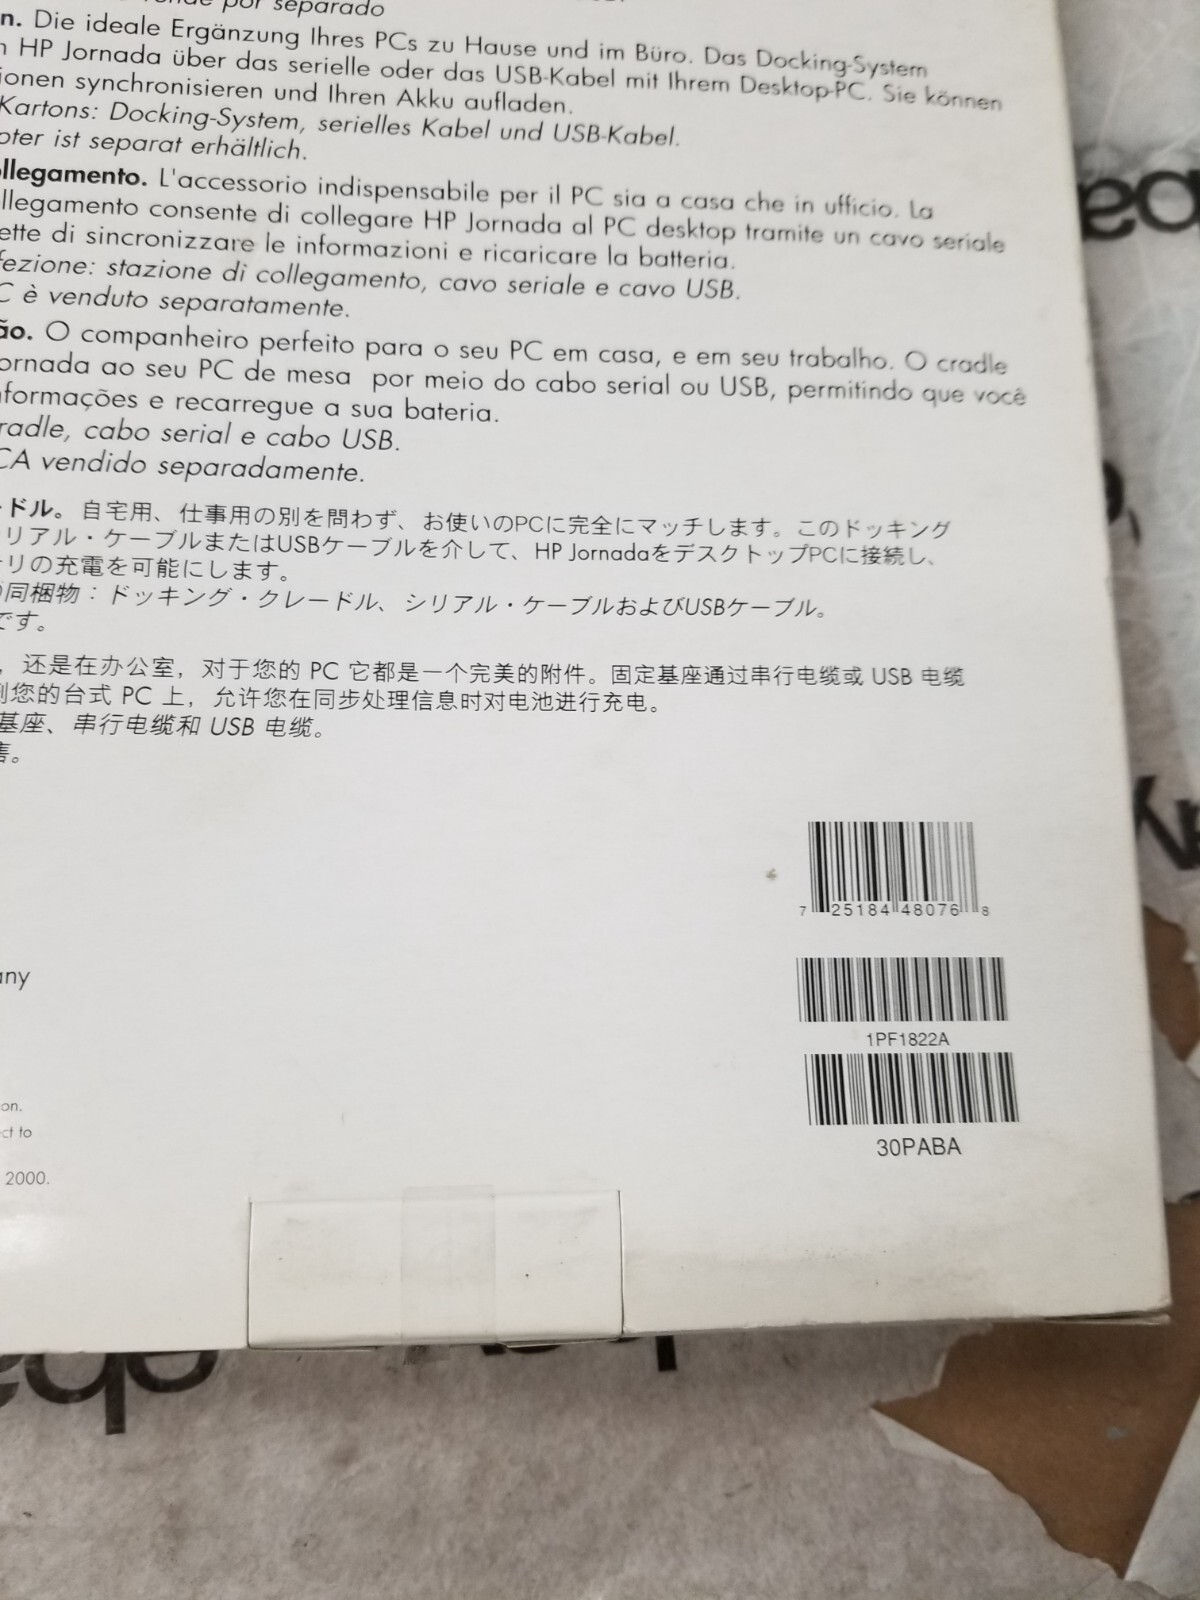 por separado
n. Die ideale Ergänzung Ihres PCs zu Hause und im Büro. Das Docking-System
HP Jornada über das serielle oder das USB-Kabel mit Ihrem Desktop-PC. Sie können
ionen synchronisieren und Ihren Akku aufladen.
Kartons: Docking-System, serielles Kabel und USB-Kabel.
pter ist separat erhältlich.
llegamento. L'accessorio indispensabile per il PC sia a casa che in ufficio. La
llegamento consente di collegare HP Jornada al PC desktop tramite un cavo seriale
ette di sincronizzare le informazioni e ricaricare la batteria.
fezione: stazione di collegamento, cavo seriale e cavo USB.
C è venduto separatamente.
ão. O companheiro perfeito para o seu PC em casa, e em seu trabalho. O cradle
ornada ao seu PC de mesa por meio do cabo serial ou USB, permitindo que você
nformações e recarregue a sua bateria.
radle, cabo serial e cabo USB.
CA vendido separadamente.
ードル。自宅用、仕事用の別を問わず、お使いのPCに完全にマッチします。このドッキング
リアル・ケーブルまたはUSBケーブルを介して、HP JornadaをデスクトップPCに接続し、
リの充電を可能にします。
同梱物：ドッキング・クレードル、シリアル・ケーブルおよびUSBケーブル。
です。
，还是在办公室，对于您的 PC 它都是一个完美的附件。固定基座通过串行电缆或 USB 电缆
到您的台式 PC 上，允许您在同步处理信息时对电池进行充电。
基座、串行电缆和 USB 电缆。
售。
7 25184 48076 8
any
1PF1822A
on.
ct to
30PABA
2000.